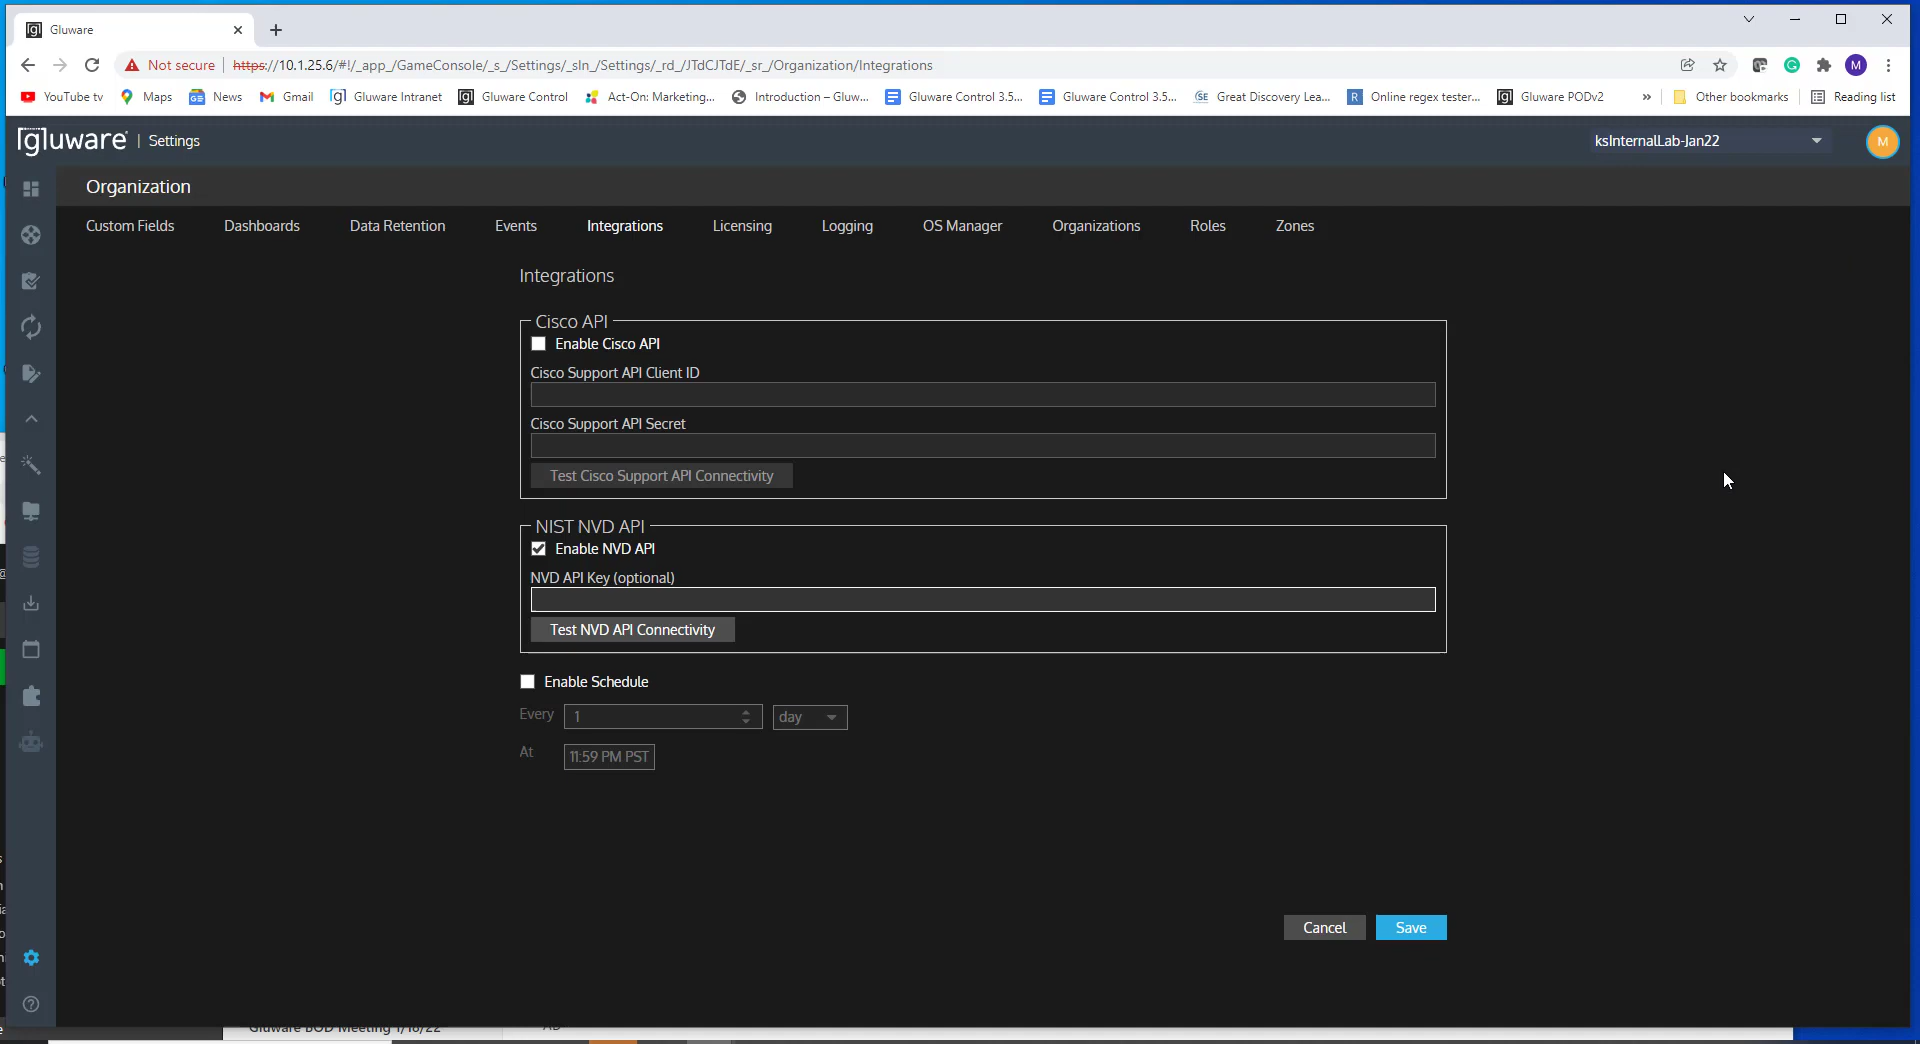 Gluware
Not secure | https://10.1.25.6/#!/_app_/GameConsole/_s_/Settings/_sln_/Settings/_rd_/JTdCJTdE/_sr_/Organization/Integrations
M
YouTube tv
Maps
News
Gmail
Gluware Intranet
Gluware Control
Act-On: Marketing...
Introduction – Gluw...
Gluware Control 3.5...
Gluware Control 3.5...
Great Discovery Lea...
Online regex tester...
Gluware PODv2
»
Other bookmarks
Reading list
gluware | Settings
ksInternalLab-Jan22
M
Organization
Custom Fields
Dashboards
Data Retention
Events
Integrations
Licensing
Logging
OS Manager
Organizations
Roles
Zones
Integrations
Cisco API
Enable Cisco API
Cisco Support API Client ID
Cisco Support API Secret
Test Cisco Support API Connectivity
NIST NVD API
Enable NVD API
NVD API Key (optional)
Test NVD API Connectivity
Enable Schedule
Every 1 day
At 11:59 PM PST
Cancel
Save
Gluware BOD Meeting 1/18/22